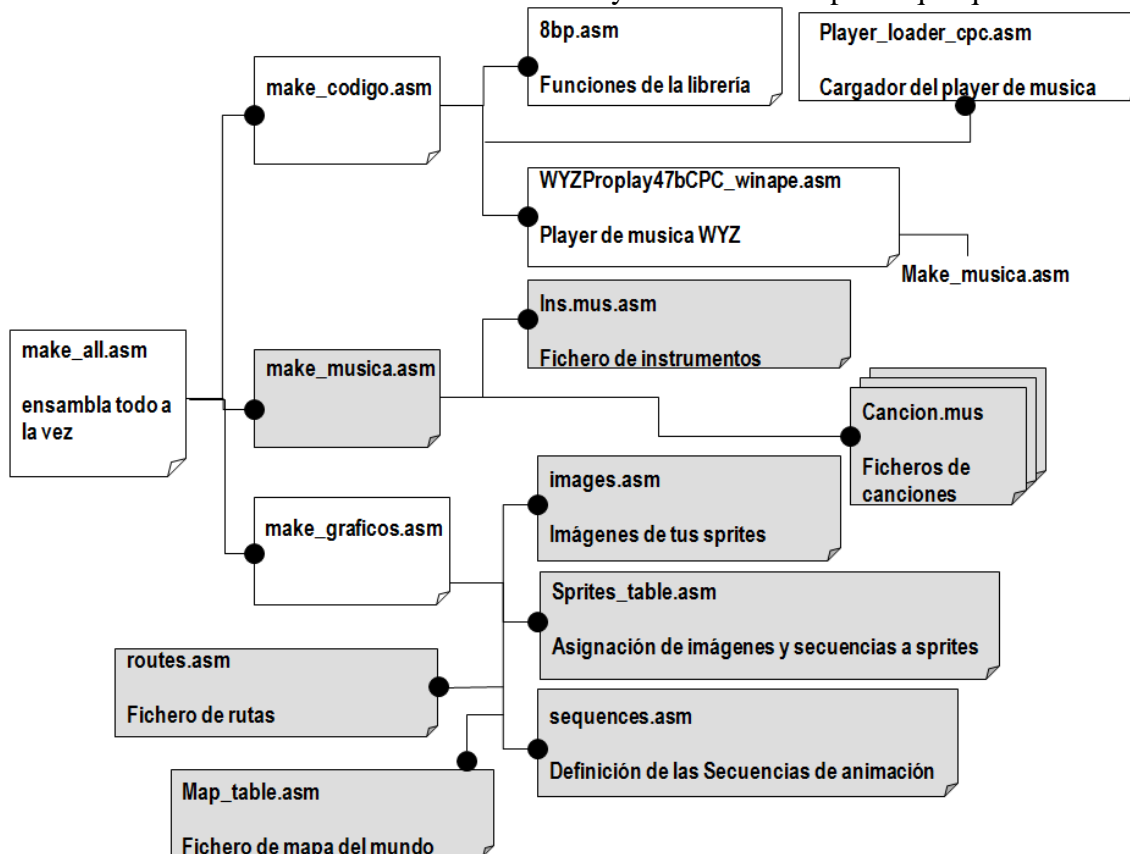 8bp.asm
Funciones de la librería
Player_loader_cpc.asm
Cargador del player de musica
make_codigo.asm
WYZProplay47bCPC_winape.asm
Player de musica WYZ
Make_musica.asm
make_all.asm
ensambla todo a
la vez
make_musica.asm
Ins.mus.asm
Fichero de instrumentos
Cancion.mus
Ficheros de
canciones
make_graficos.asm
images.asm
Imágenes de tus sprites
Sprites_table.asm
Asignación de imágenes y secuencias a sprites
routes.asm
Fichero de rutas
sequences.asm
Definición de las Secuencias de animación
Map_table.asm
Fichero de mapa del mundo